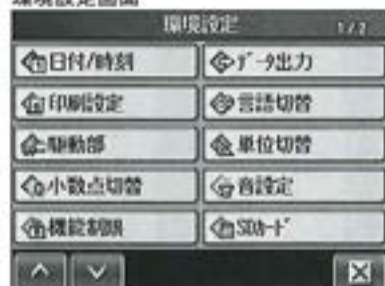 環境設定画面
環境設定 1/2
日付/時刻 ﾃﾞｰﾀ出力
印刷設定 言語切替
駆動部 単位切替
小数点切替 音設定
機能制限 SDｶｰﾄﾞ